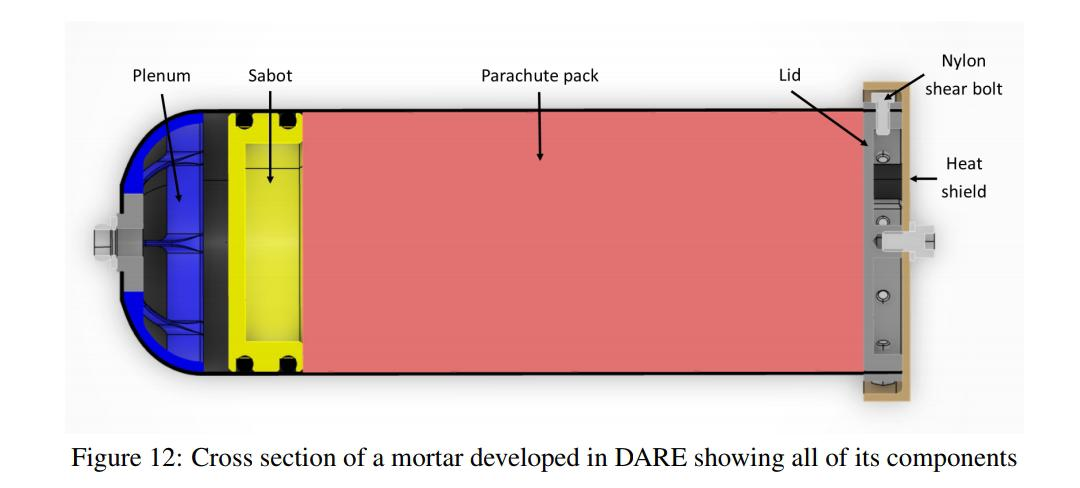 Plenum
Sabot
Parachute pack
Lid
Nylon
shear bolt
Heat
shield
Figure 12: Cross section of a mortar developed in DARE showing all of its components